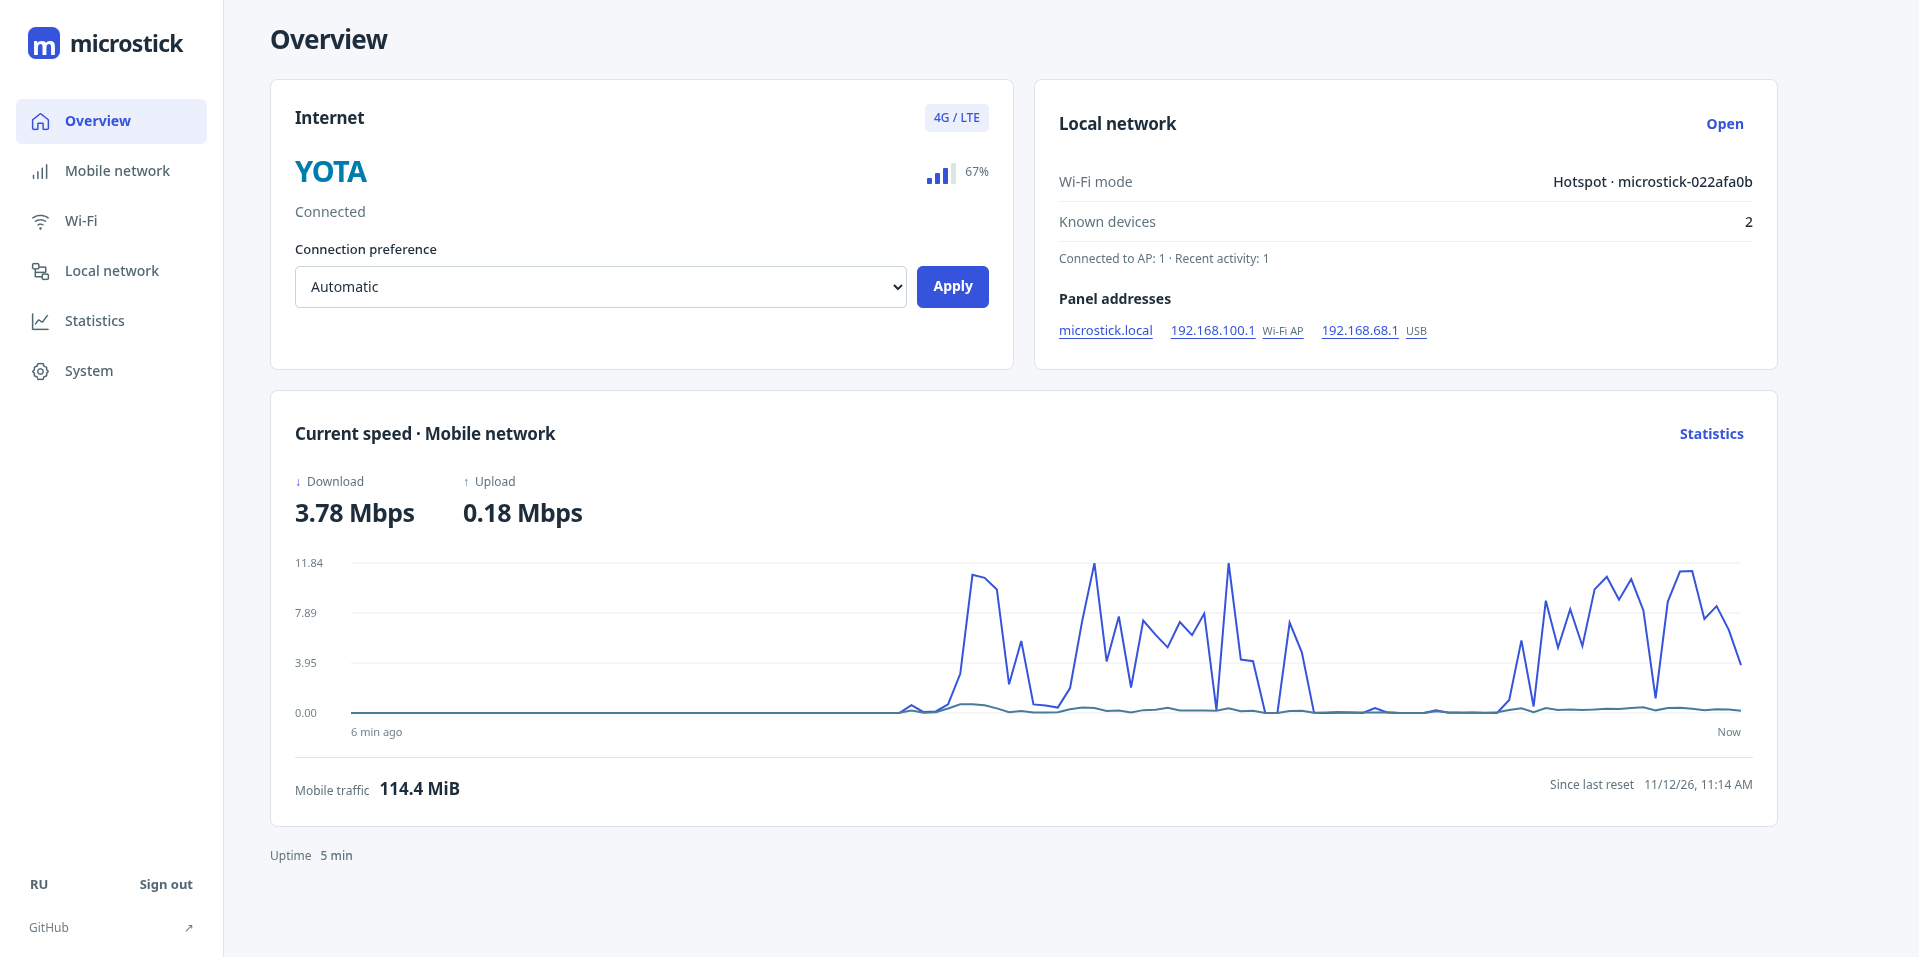 m microstick
Overview
Mobile network
Wi-Fi
Local network
Statistics
System
RU Sign out
GitHub ↗
Overview
Internet 4G / LTE
YOTA 67%
Connected
Connection preference
Automatic Apply
Local network Open
Wi-Fi mode Hotspot · microstick-022afa0b
Known devices 2
Connected to AP: 1 · Recent activity: 1
Panel addresses
microstick.local 192.168.100.1 Wi-Fi AP 192.168.68.1 USB
Current speed · Mobile network Statistics
↓ Download ↑ Upload
3.78 Mbps 0.18 Mbps
11.84
7.89
3.95
0.00
6 min ago Now
Mobile traffic 114.4 MiB Since last reset 11/12/26, 11:14 AM
Uptime 5 min